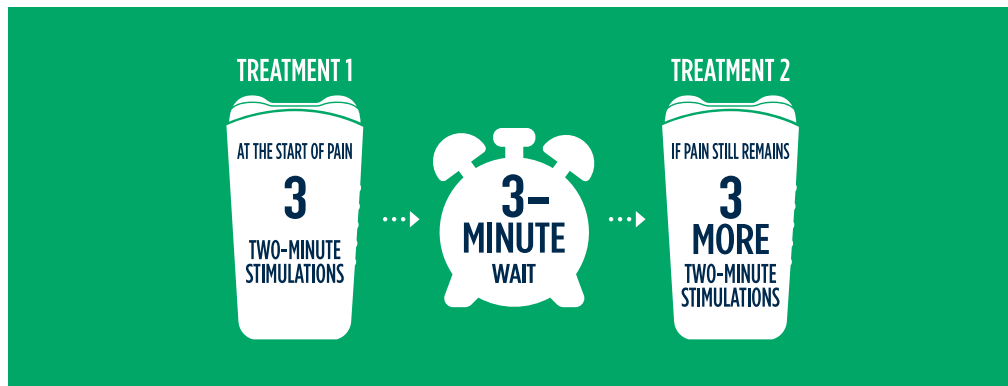 TREATMENT 1
AT THE START OF PAIN
3
TWO-MINUTE
STIMULATIONS
3–
MINUTE
WAIT
TREATMENT 2
IF PAIN STILL REMAINS
3
MORE
TWO-MINUTE
STIMULATIONS